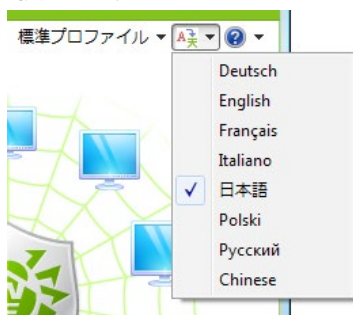 標準プロファイル
Deutsch
English
Français
Italiano
日本語
Polski
Русский
Chinese